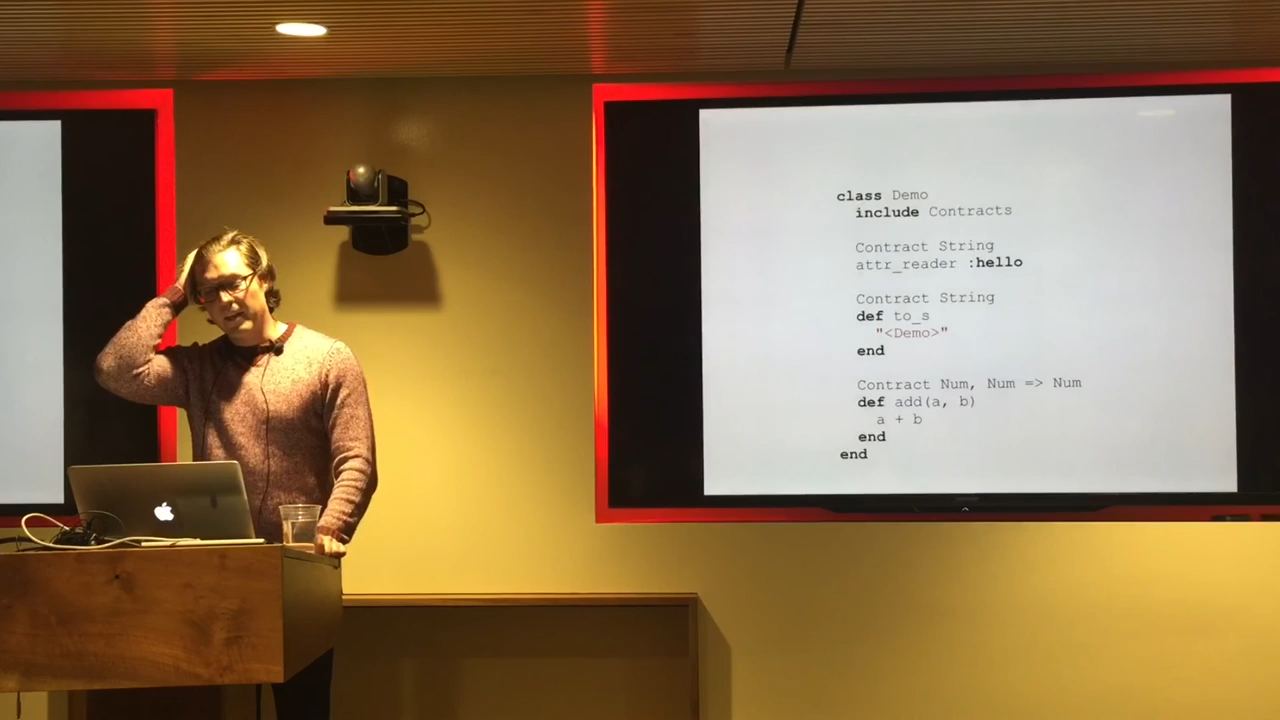 class Demo
include Contracts
Contract String
attr_reader :hello
Contract String
def to_s
"<Demo>"
end
Contract Num, Num => Num
def add(a, b)
a + b
end
end